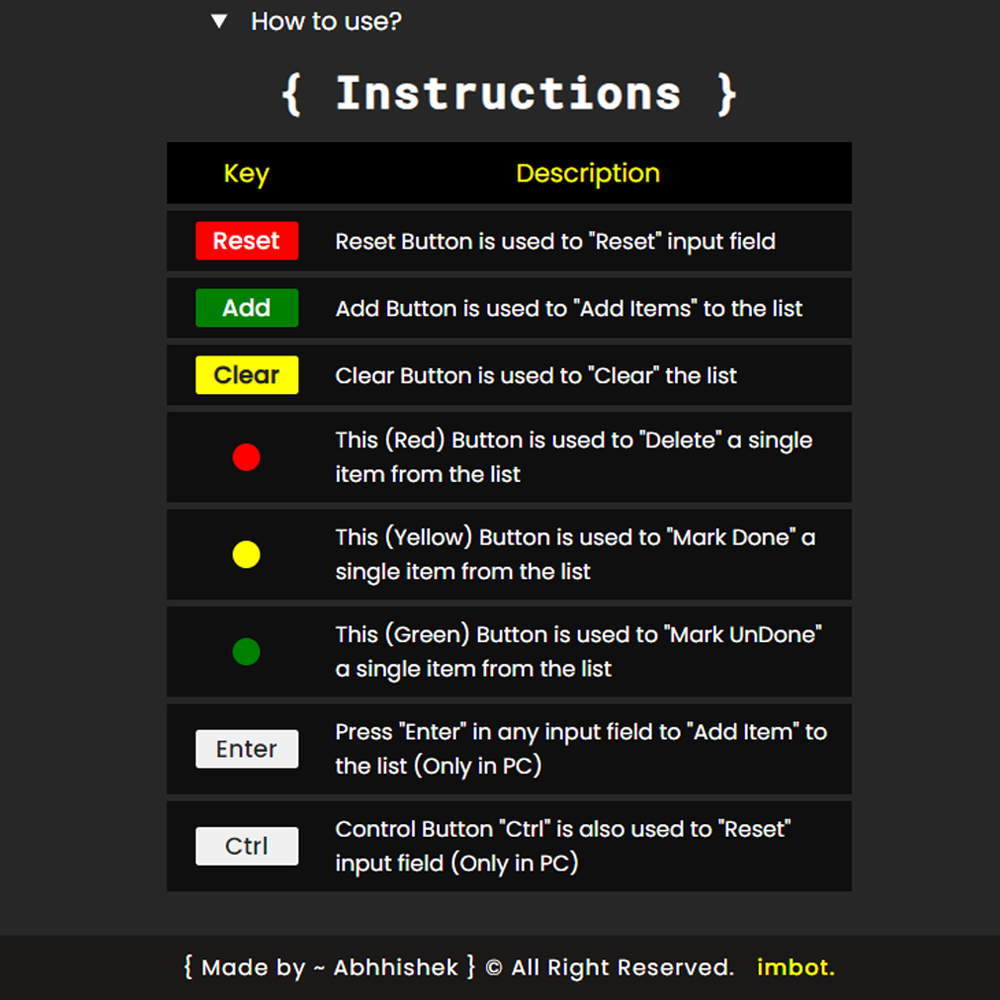 ▼ How to use?
{ Instructions }
Key Description
Reset Reset Button is used to "Reset" input field
Add Add Button is used to "Add Items" to the list
Clear Clear Button is used to "Clear" the list
This (Red) Button is used to "Delete" a single
item from the list
This (Yellow) Button is used to "Mark Done" a
single item from the list
This (Green) Button is used to "Mark UnDone"
a single item from the list
Enter Press "Enter" in any input field to "Add Item" to
the list (Only in PC)
Ctrl Control Button "Ctrl" is also used to "Reset"
input field (Only in PC)
{ Made by ~ Abhhishek } © All Right Reserved. imbot.